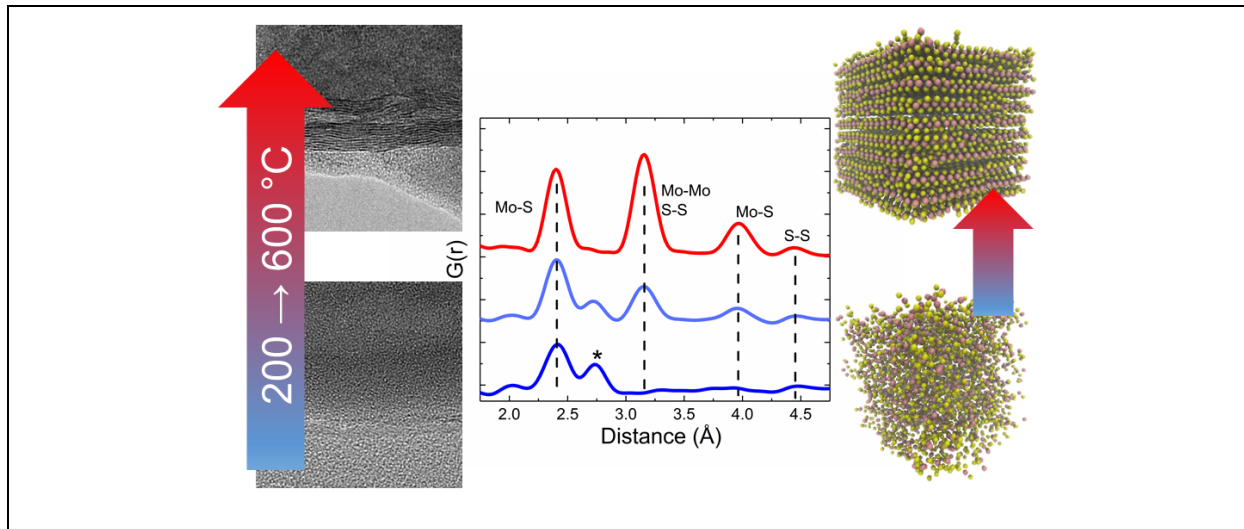 200 → 600 °C
G(r)
Mo-S
Mo-Mo
S-S
Mo-S
S-S
*
2.0 2.5 3.0 3.5 4.0 4.5
Distance (Å)